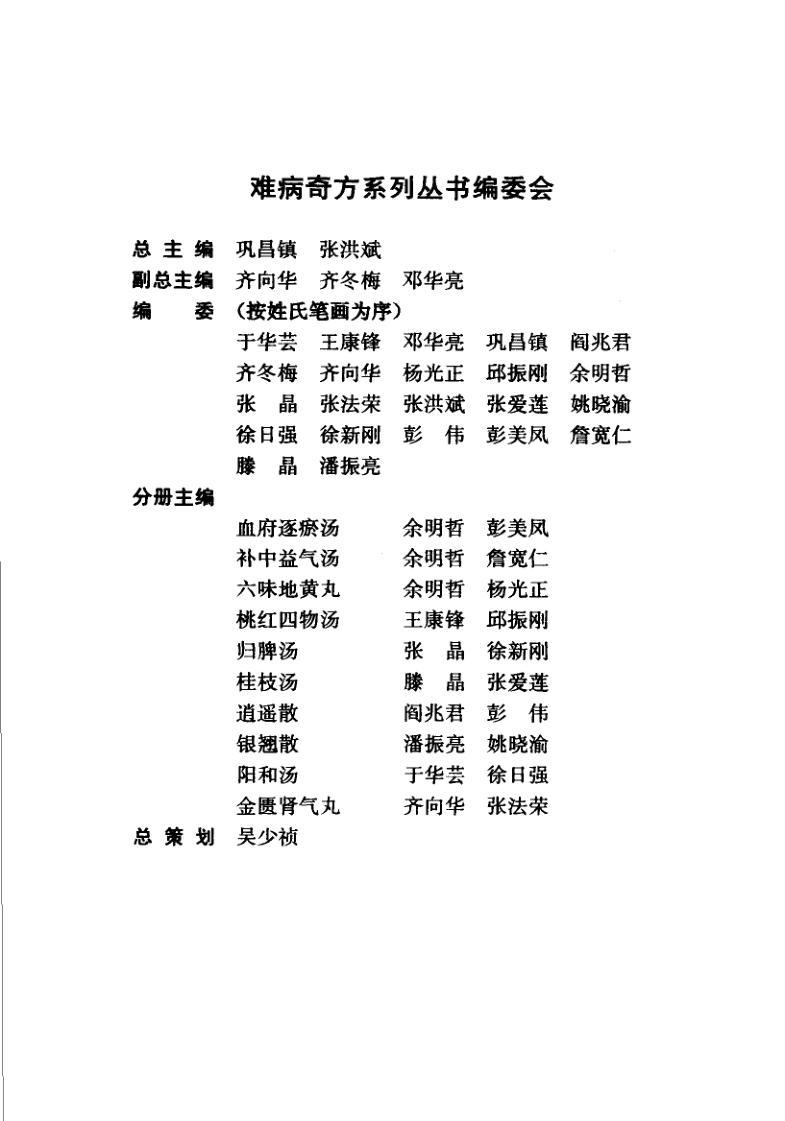 难病奇方系列丛书编委会
总 主 编 巩昌镇 张洪斌
副总主编 齐向华 齐冬梅 邓华亮
编 委 (按姓氏笔画为序)
于华芸 王康锋 邓华亮 巩昌镇 阎兆君
齐冬梅 齐向华 杨光正 邱振刚 余明哲
张 晶 张法荣 张洪斌 张爱莲 姚晓渝
徐日强 徐新刚 彭 伟 彭美凤 詹宽仁
滕 晶 潘振亮
分册主编
血府逐瘀汤 余明哲 彭美凤
补中益气汤 余明哲 詹宽仁
六味地黄丸 余明哲 杨光正
桃红四物汤 王康锋 邱振刚
归脾汤 张 晶 徐新刚
桂枝汤 滕 晶 张爱莲
逍遥散 阎兆君 彭 伟
银翘散 潘振亮 姚晓渝
阳和汤 于华芸 徐日强
金匮肾气丸 齐向华 张法荣
总 策 划 吴少祯